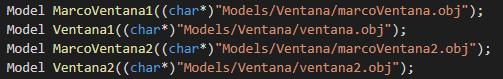 Model MarcoVentana1((char*)"Models/Ventana/marcoVentana.obj");
Model Ventana1((char*)"Models/Ventana/ventana.obj");
Model MarcoVentana2((char*)"Models/Ventana/marcoVentana2.obj");
Model Ventana2((char*)"Models/Ventana/ventana2.obj");